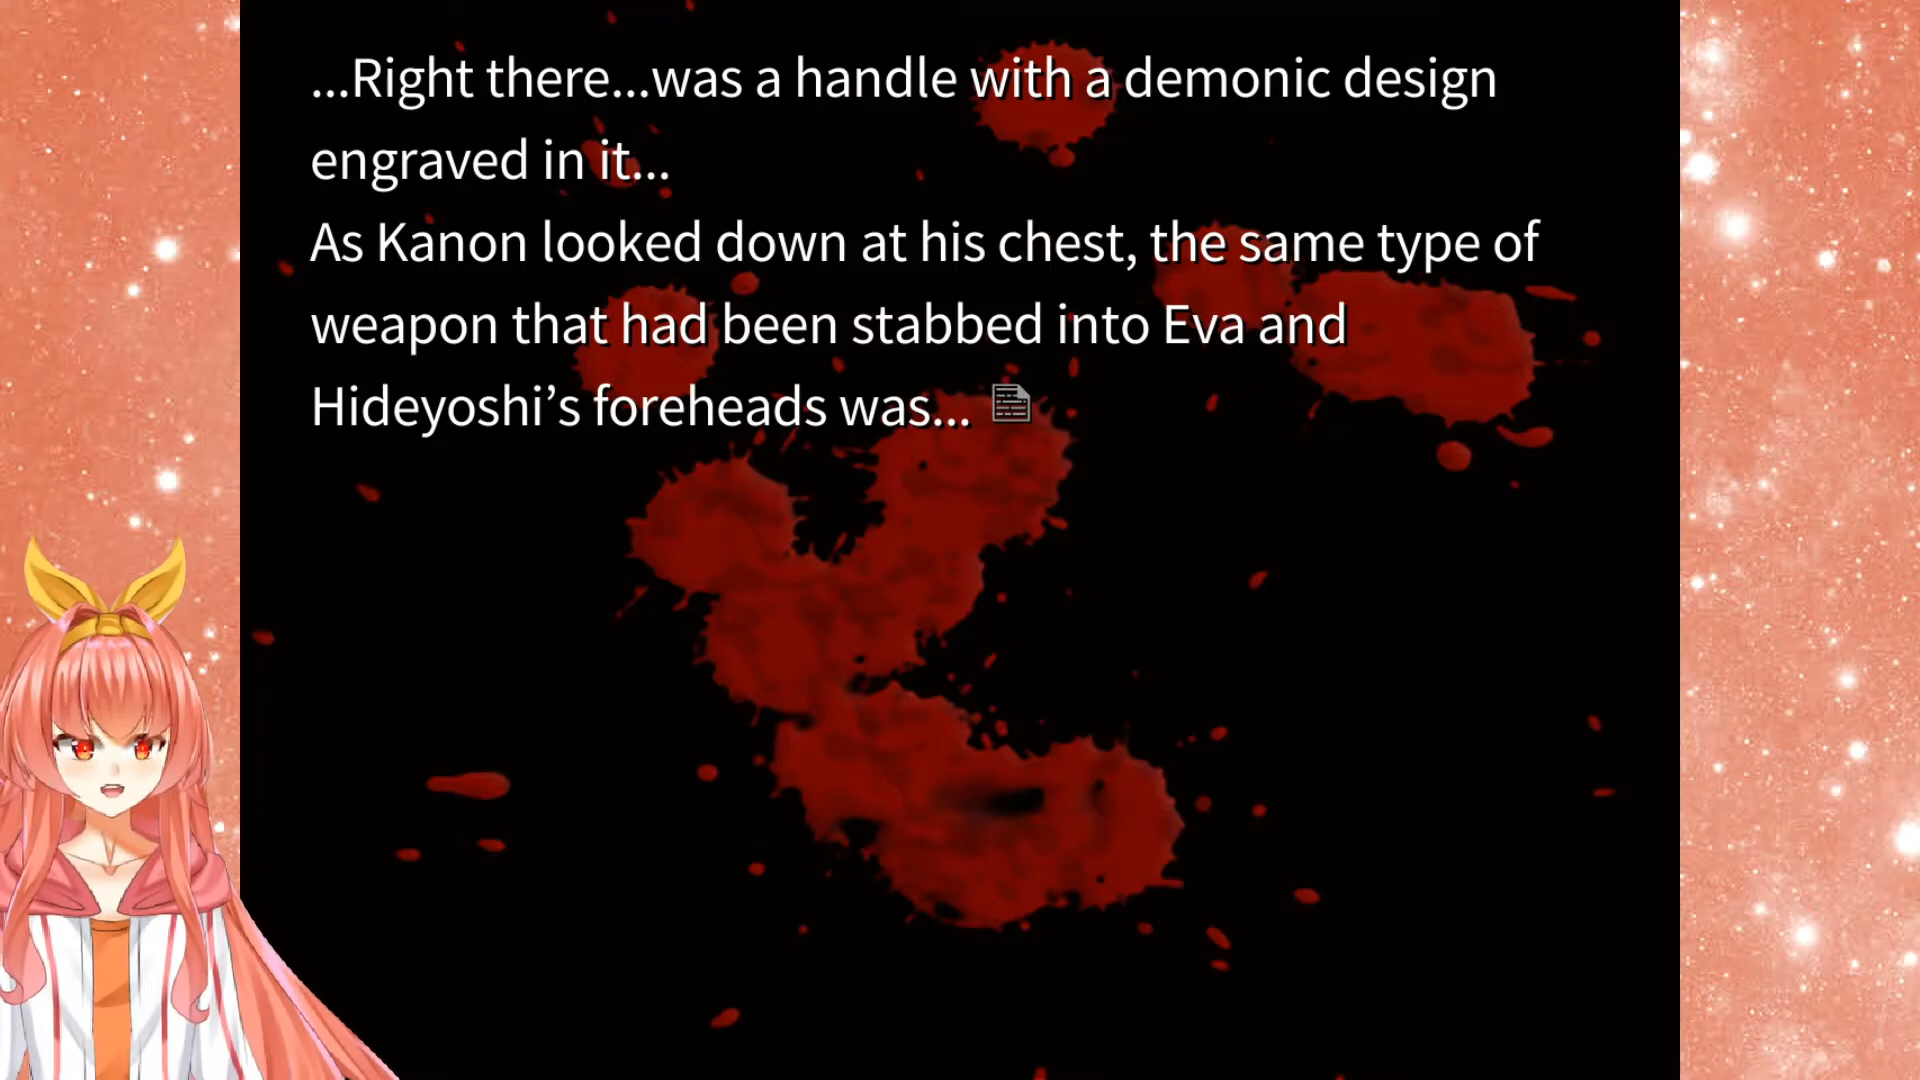 ...Right there...was a handle with a demonic design
engraved in it...
As Kanon looked down at his chest, the same type of
weapon that had been stabbed into Eva and
Hideyoshi’s foreheads was...